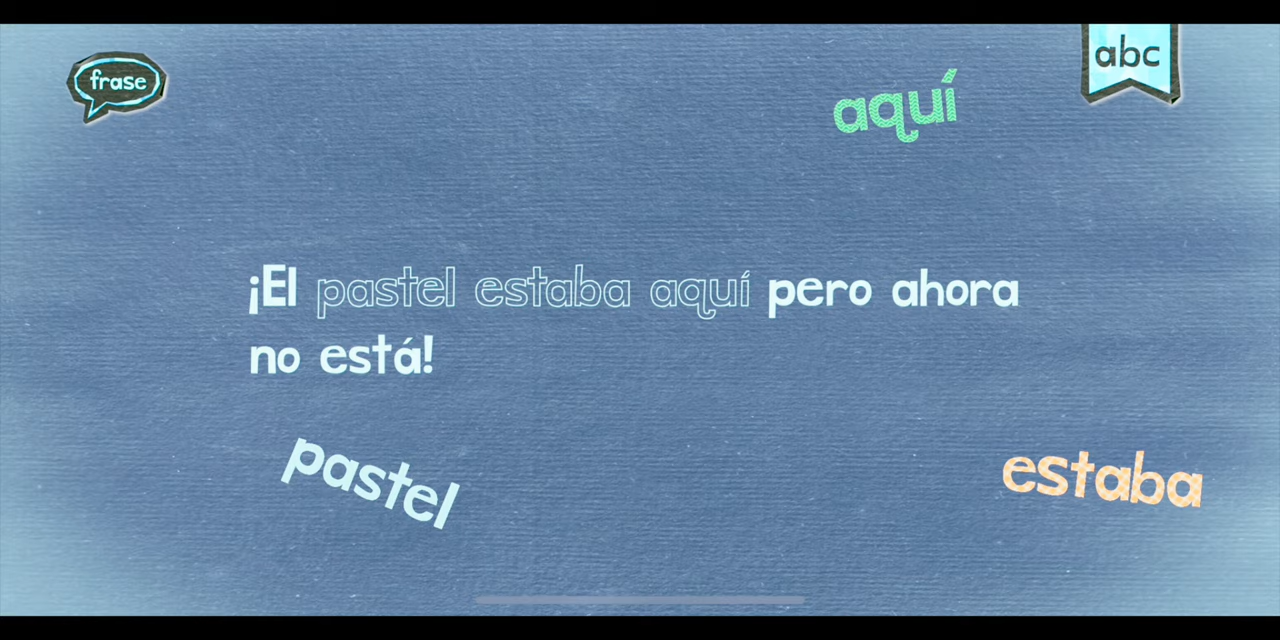 frase
abc
aquí
¡El pastel estaba aquí pero ahora
no está!
pastel
estaba